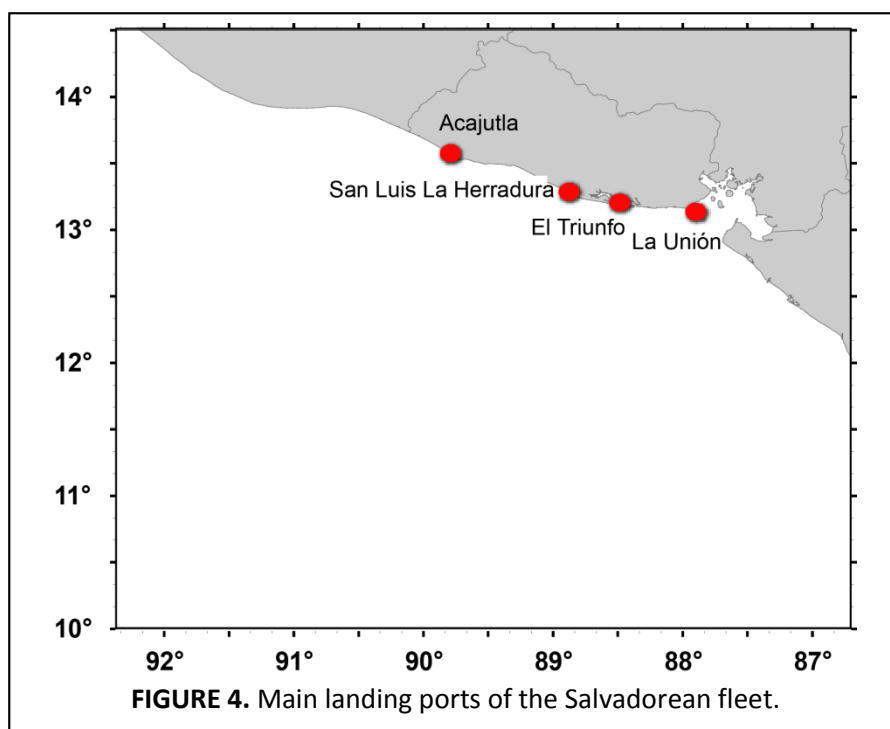 14°
Acajutla
San Luis La Herradura
13°
El Triunfo
La Unión
12°
11°
10°
92° 91° 90° 89° 88° 87°
FIGURE 4. Main landing ports of the Salvadorean fleet.